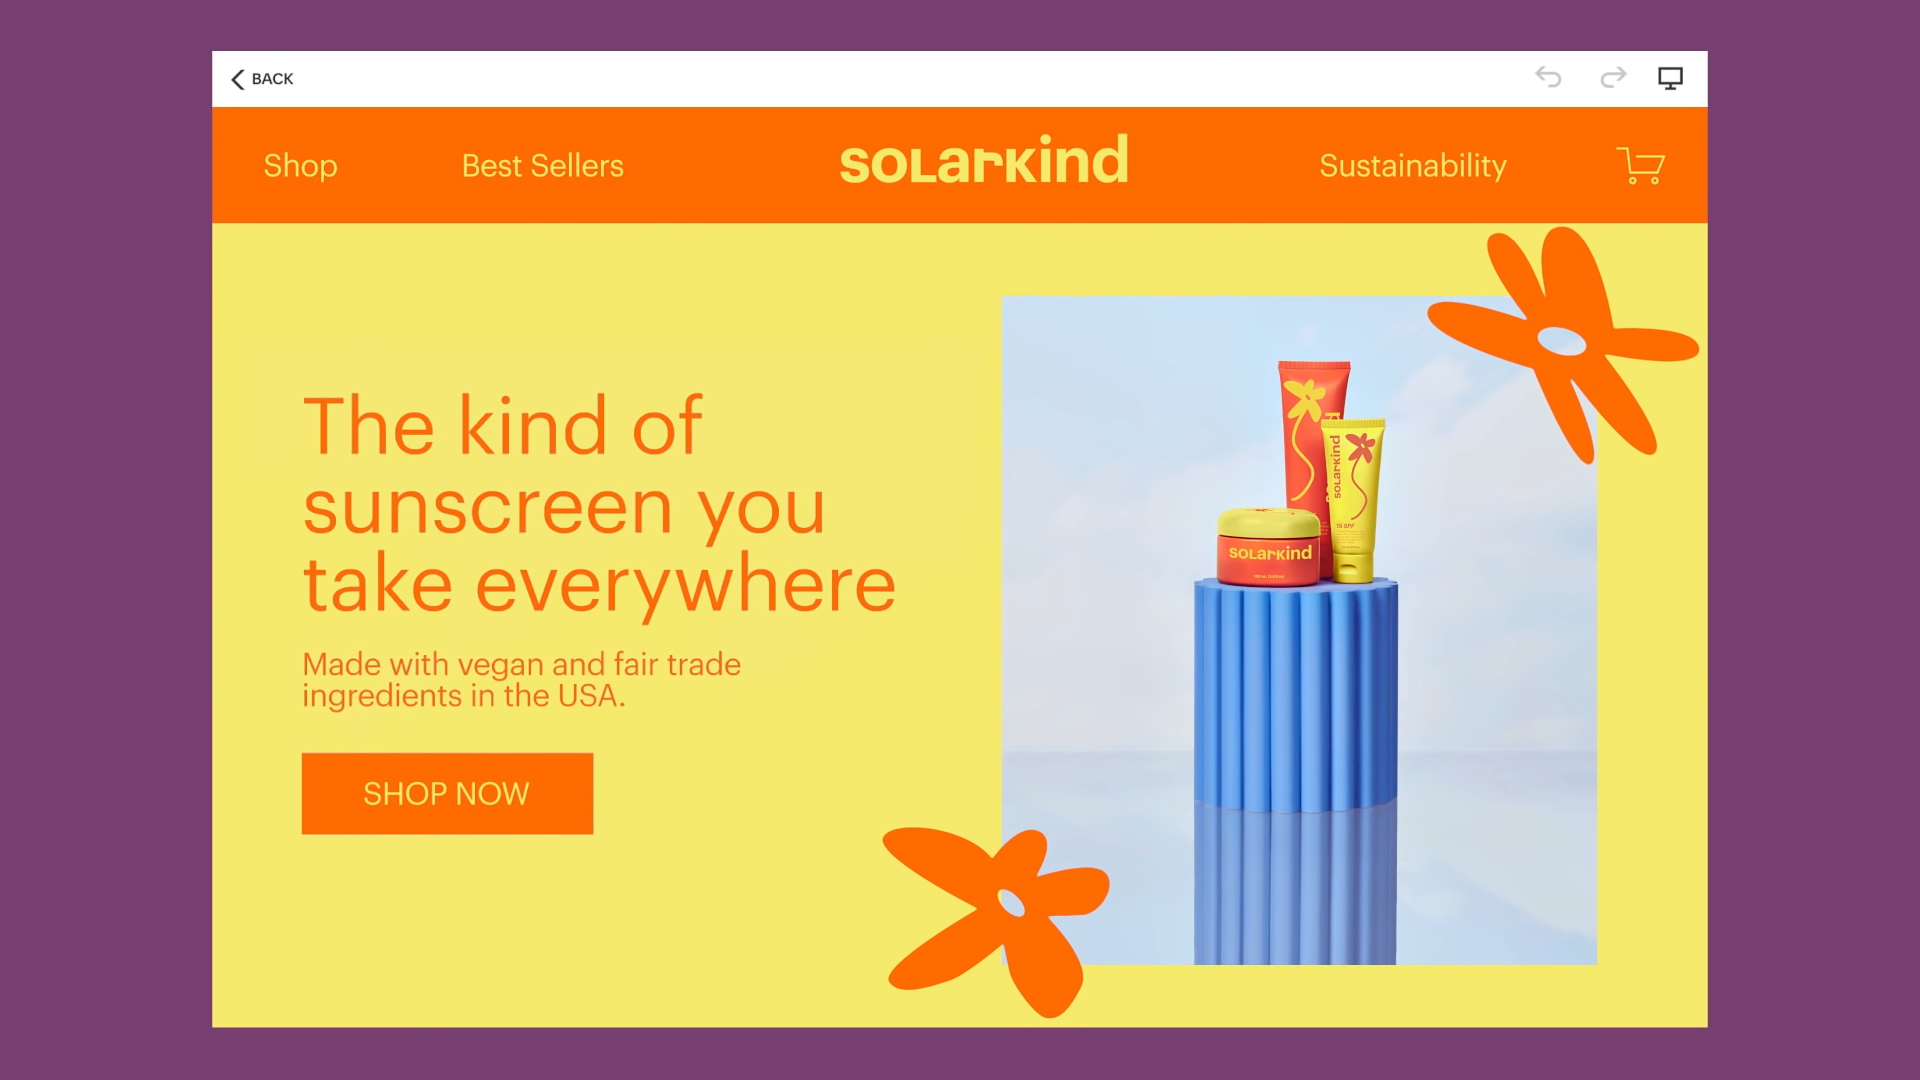 BACK
Shop
Best Sellers
solarkind
Sustainability
The kind of
sunscreen you
take everywhere
Made with vegan and fair trade
ingredients in the USA.
SHOP NOW
solarkind
solarkind